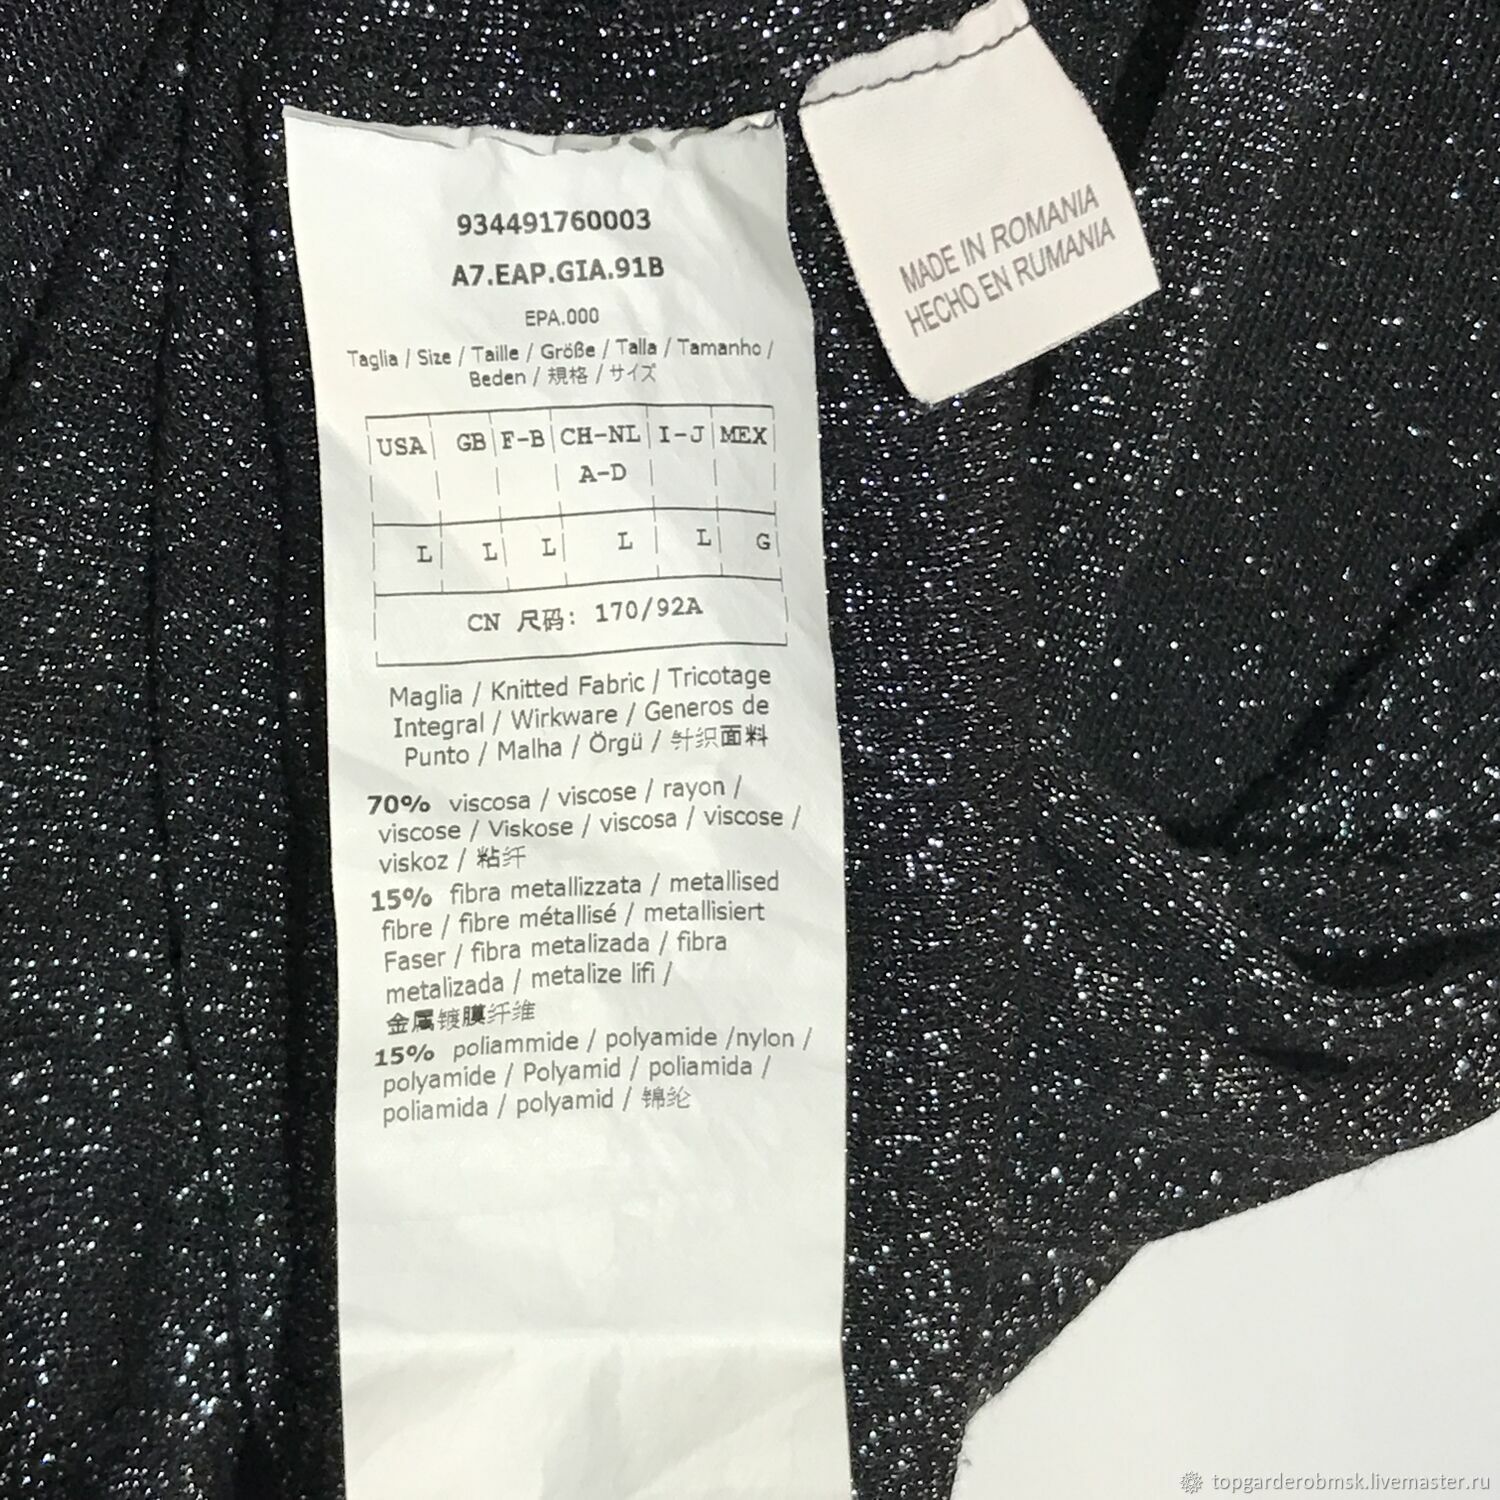 934491760003
A7.EAP.GIA.91B
EPA.000
Taglia / Size / Taille / Größe / Talla / Tamanho /
Beden / 規格 / サイズ
USA GB F-B CH-NL I-J MEX
A-D
L L L L L G
CN 尺码: 170/92A
Maglia / Knitted Fabric / Tricotage
Integral / Wirkware / Generos de
Punto / Malha / Örgü / 针织面料
70% viscosa / viscose / rayon /
viscose / Viskose / viscosa / viscose /
viskoz / 粘纤
15% fibra metallizzata / metallised
fibre / fibre métallisé / metallisiert
Faser / fibra metalizada / fibra
metalizada / metalize lifi /
金属镀膜纤维
15% poliammide / polyamide /nylon /
polyamide / Polyamid / poliamida /
poliamida / polyamid / 锦纶
MADE IN ROMANIA
HECHO EN RUMANIA
topgarderobmsk.livemaster.ru